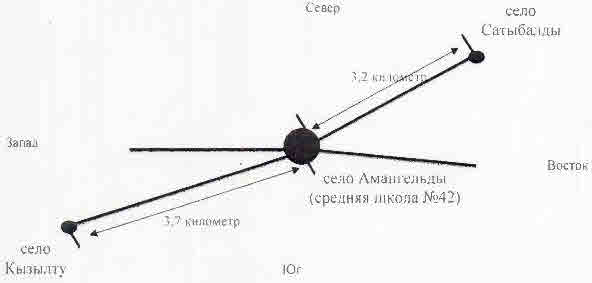 Север
село
Сатыбалды
3,2 километр
Запад
Восток
село Амангельды
(средняя школа №42)
3,7 километр
село
Кызылту
Юг